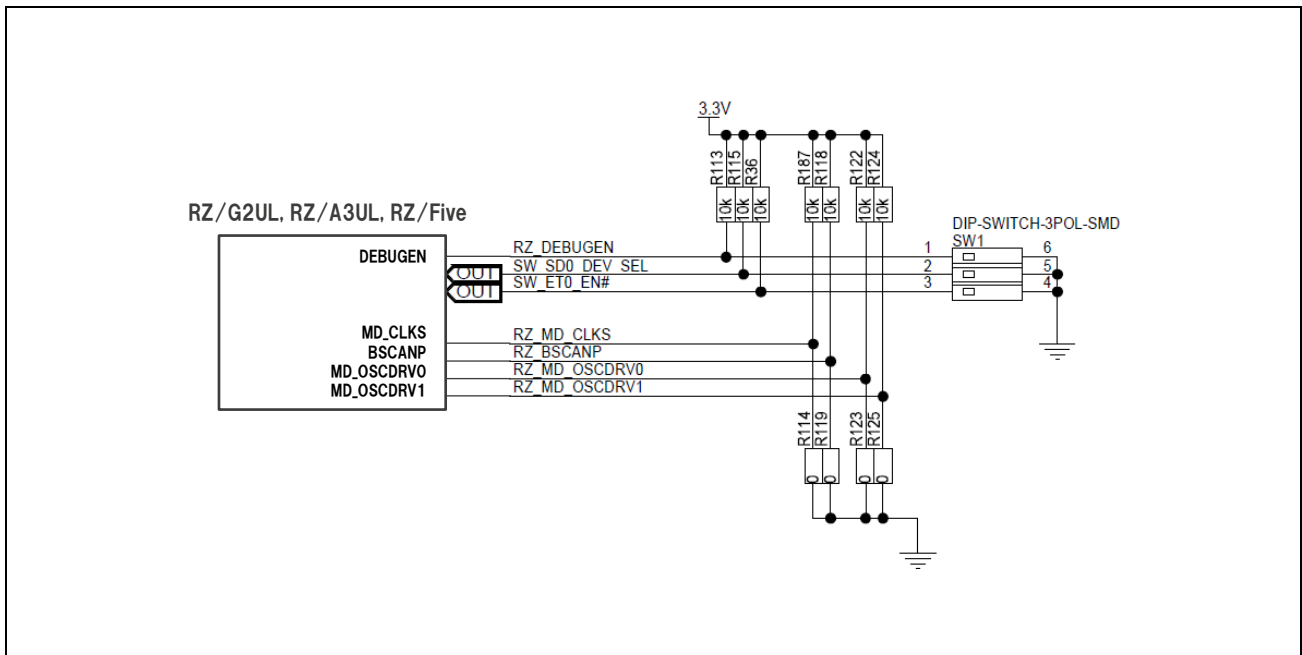 3.3V
R113
R115
R36
R187
R118
R122
R124
10k
10k
10k
10k
10k
10k
10k
RZ/G2UL, RZ/A3UL, RZ/Five
DIP-SWITCH-3POL-SMD
SW1
DEBUGEN
RZ_DEBUGEN
1
6
OUT
SW_SD0_DEV_SEL
2
5
OUT
SW_ET0_EN#
3
4
MD_CLKS
RZ_MD_CLKS
BSCANP
RZ_BSCANP
MD_OSCDRV0
RZ_MD_OSCDRV0
MD_OSCDRV1
RZ_MD_OSCDRV1
R114
R119
R123
R125
0
0
0
0